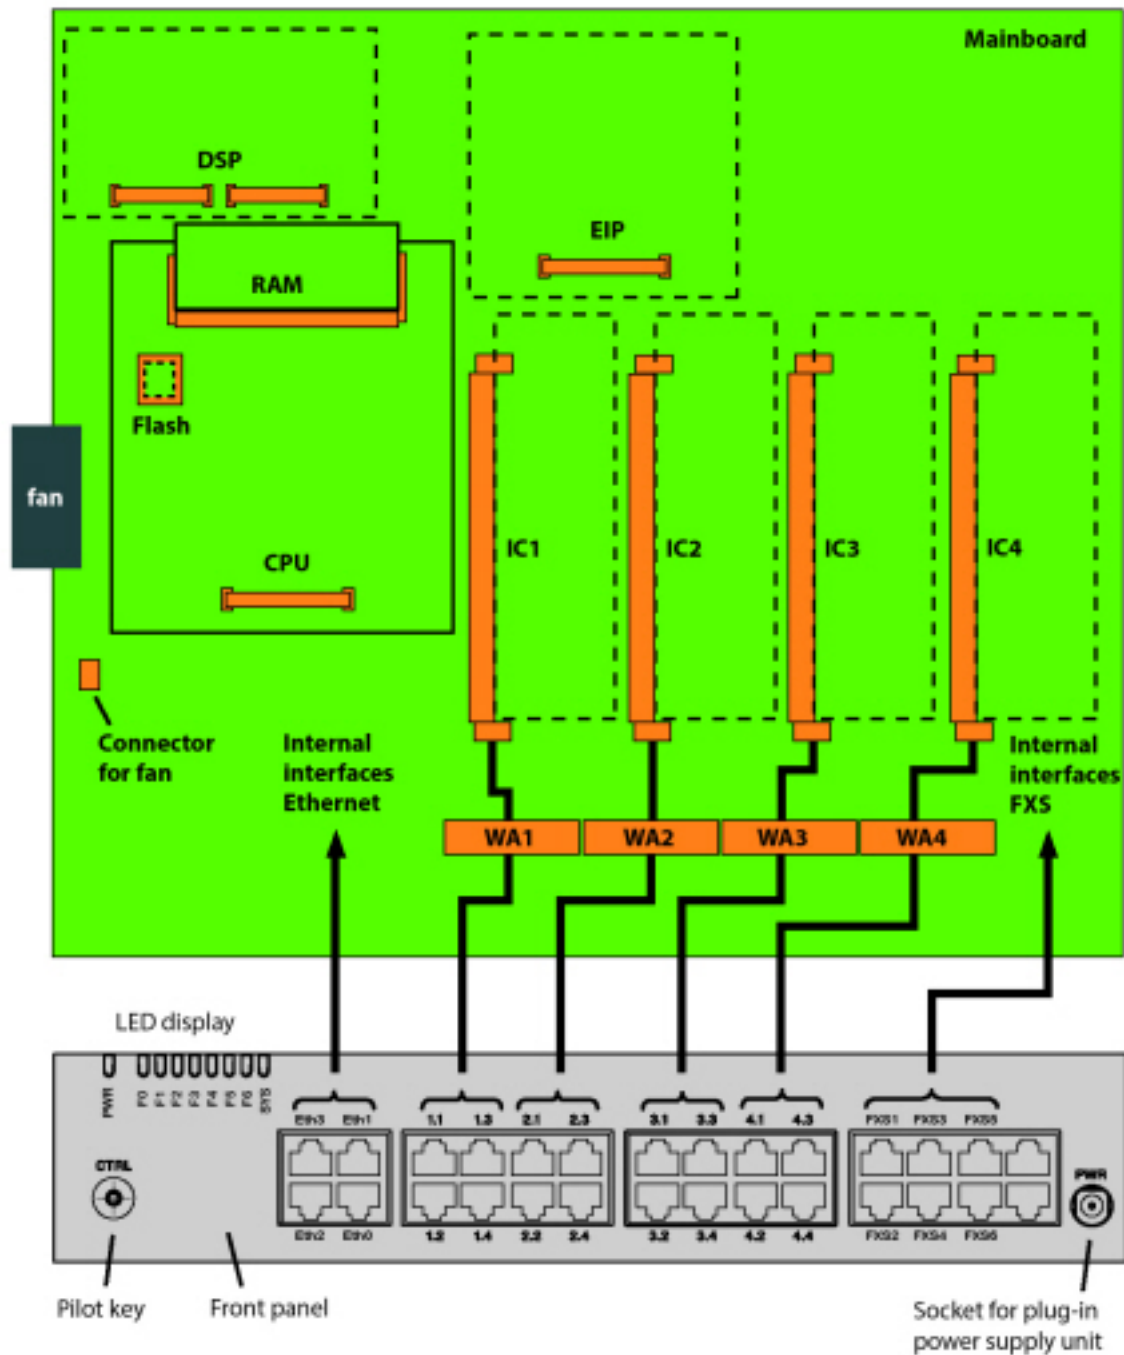 Mainboard
DSP
EIP
RAM
Flash
fan
IC1
IC2
IC3
IC4
CPU
Connector
for fan
Internal
interfaces
Ethernet
Internal
interfaces
FXS
WA1
WA2
WA3
WA4
LED display
PWR
F0
F1
F2
F3
F4
F5
F6
SYS
Eth3 Eth1
1.1 1.3 2.1 2.3
3.1 3.3 4.1 4.3
FXS1 FXS3 FXS5
CTRL
PWR
Eth2 Eth0
1.2 1.4 2.2 2.4
3.2 3.4 4.2 4.4
FXS2 FXS4 FXS6
Pilot key
Front panel
Socket for plug-in
power supply unit